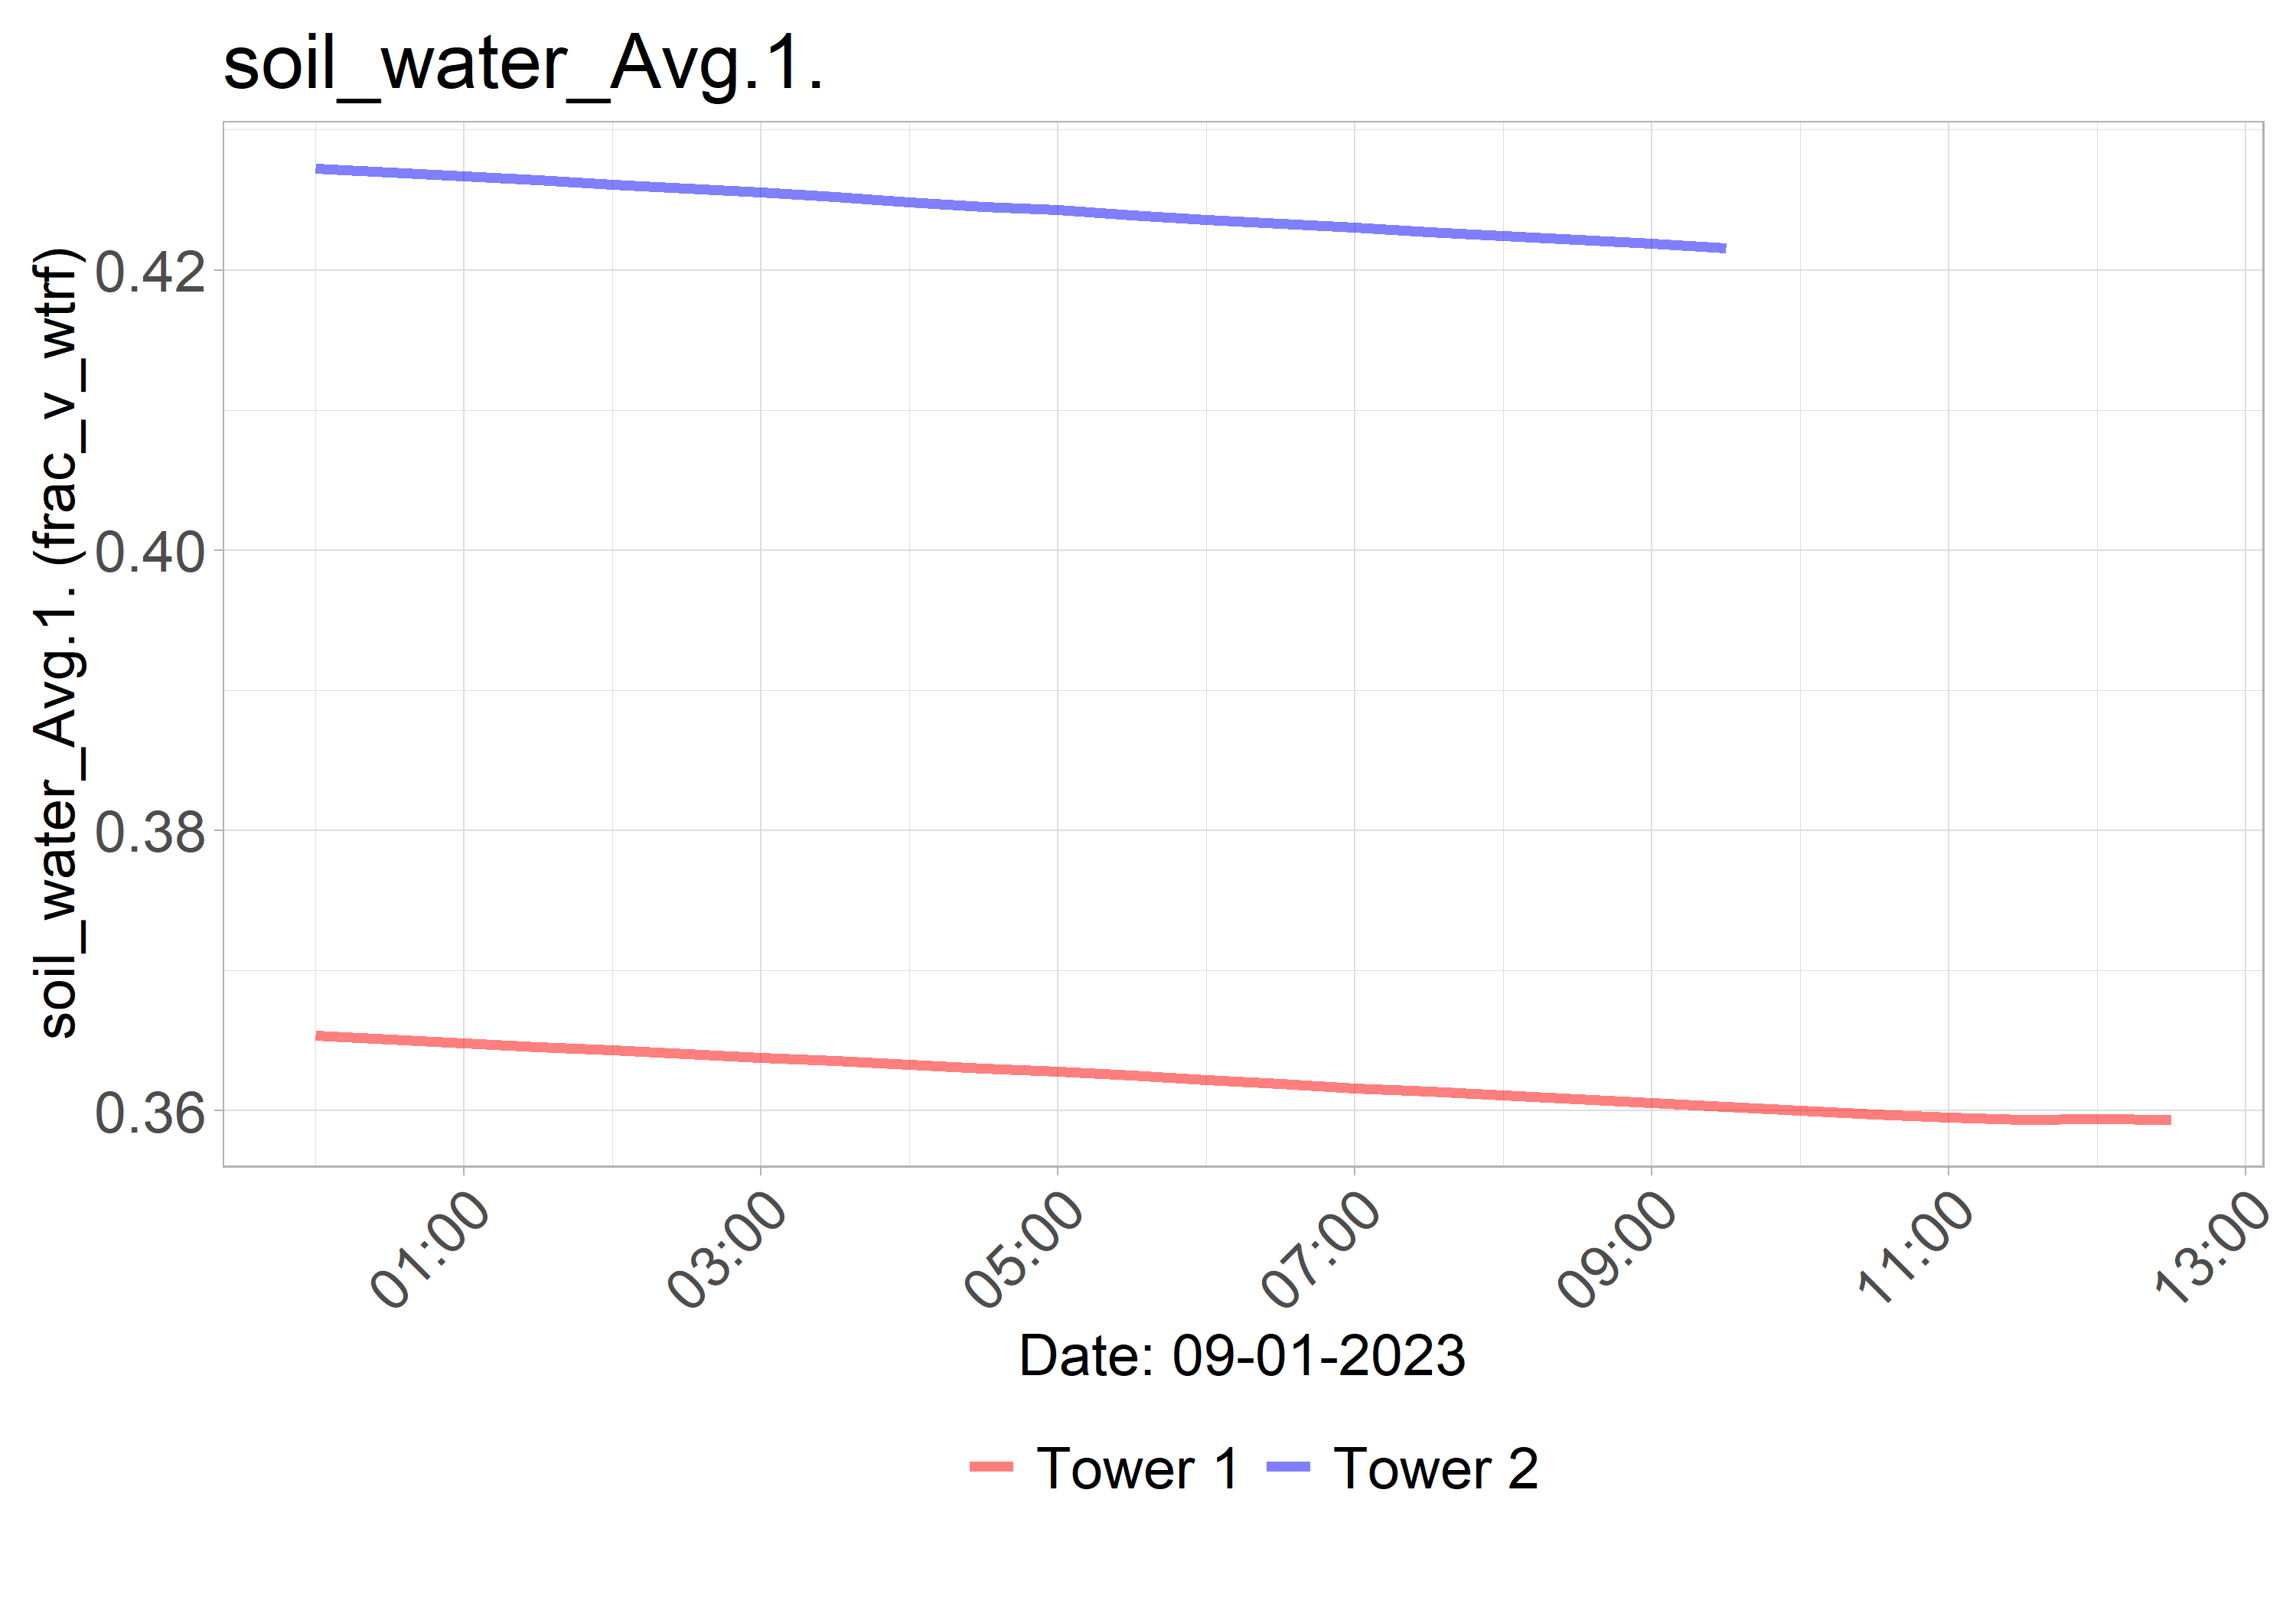 soil_water_Avg.1.
soil_water_Avg.1. (frac_v_wtrf)
0.42
0.40
0.38
0.36
01:00
03:00
05:00
07:00
09:00
11:00
13:00
Date: 09-01-2023
Tower 1
Tower 2